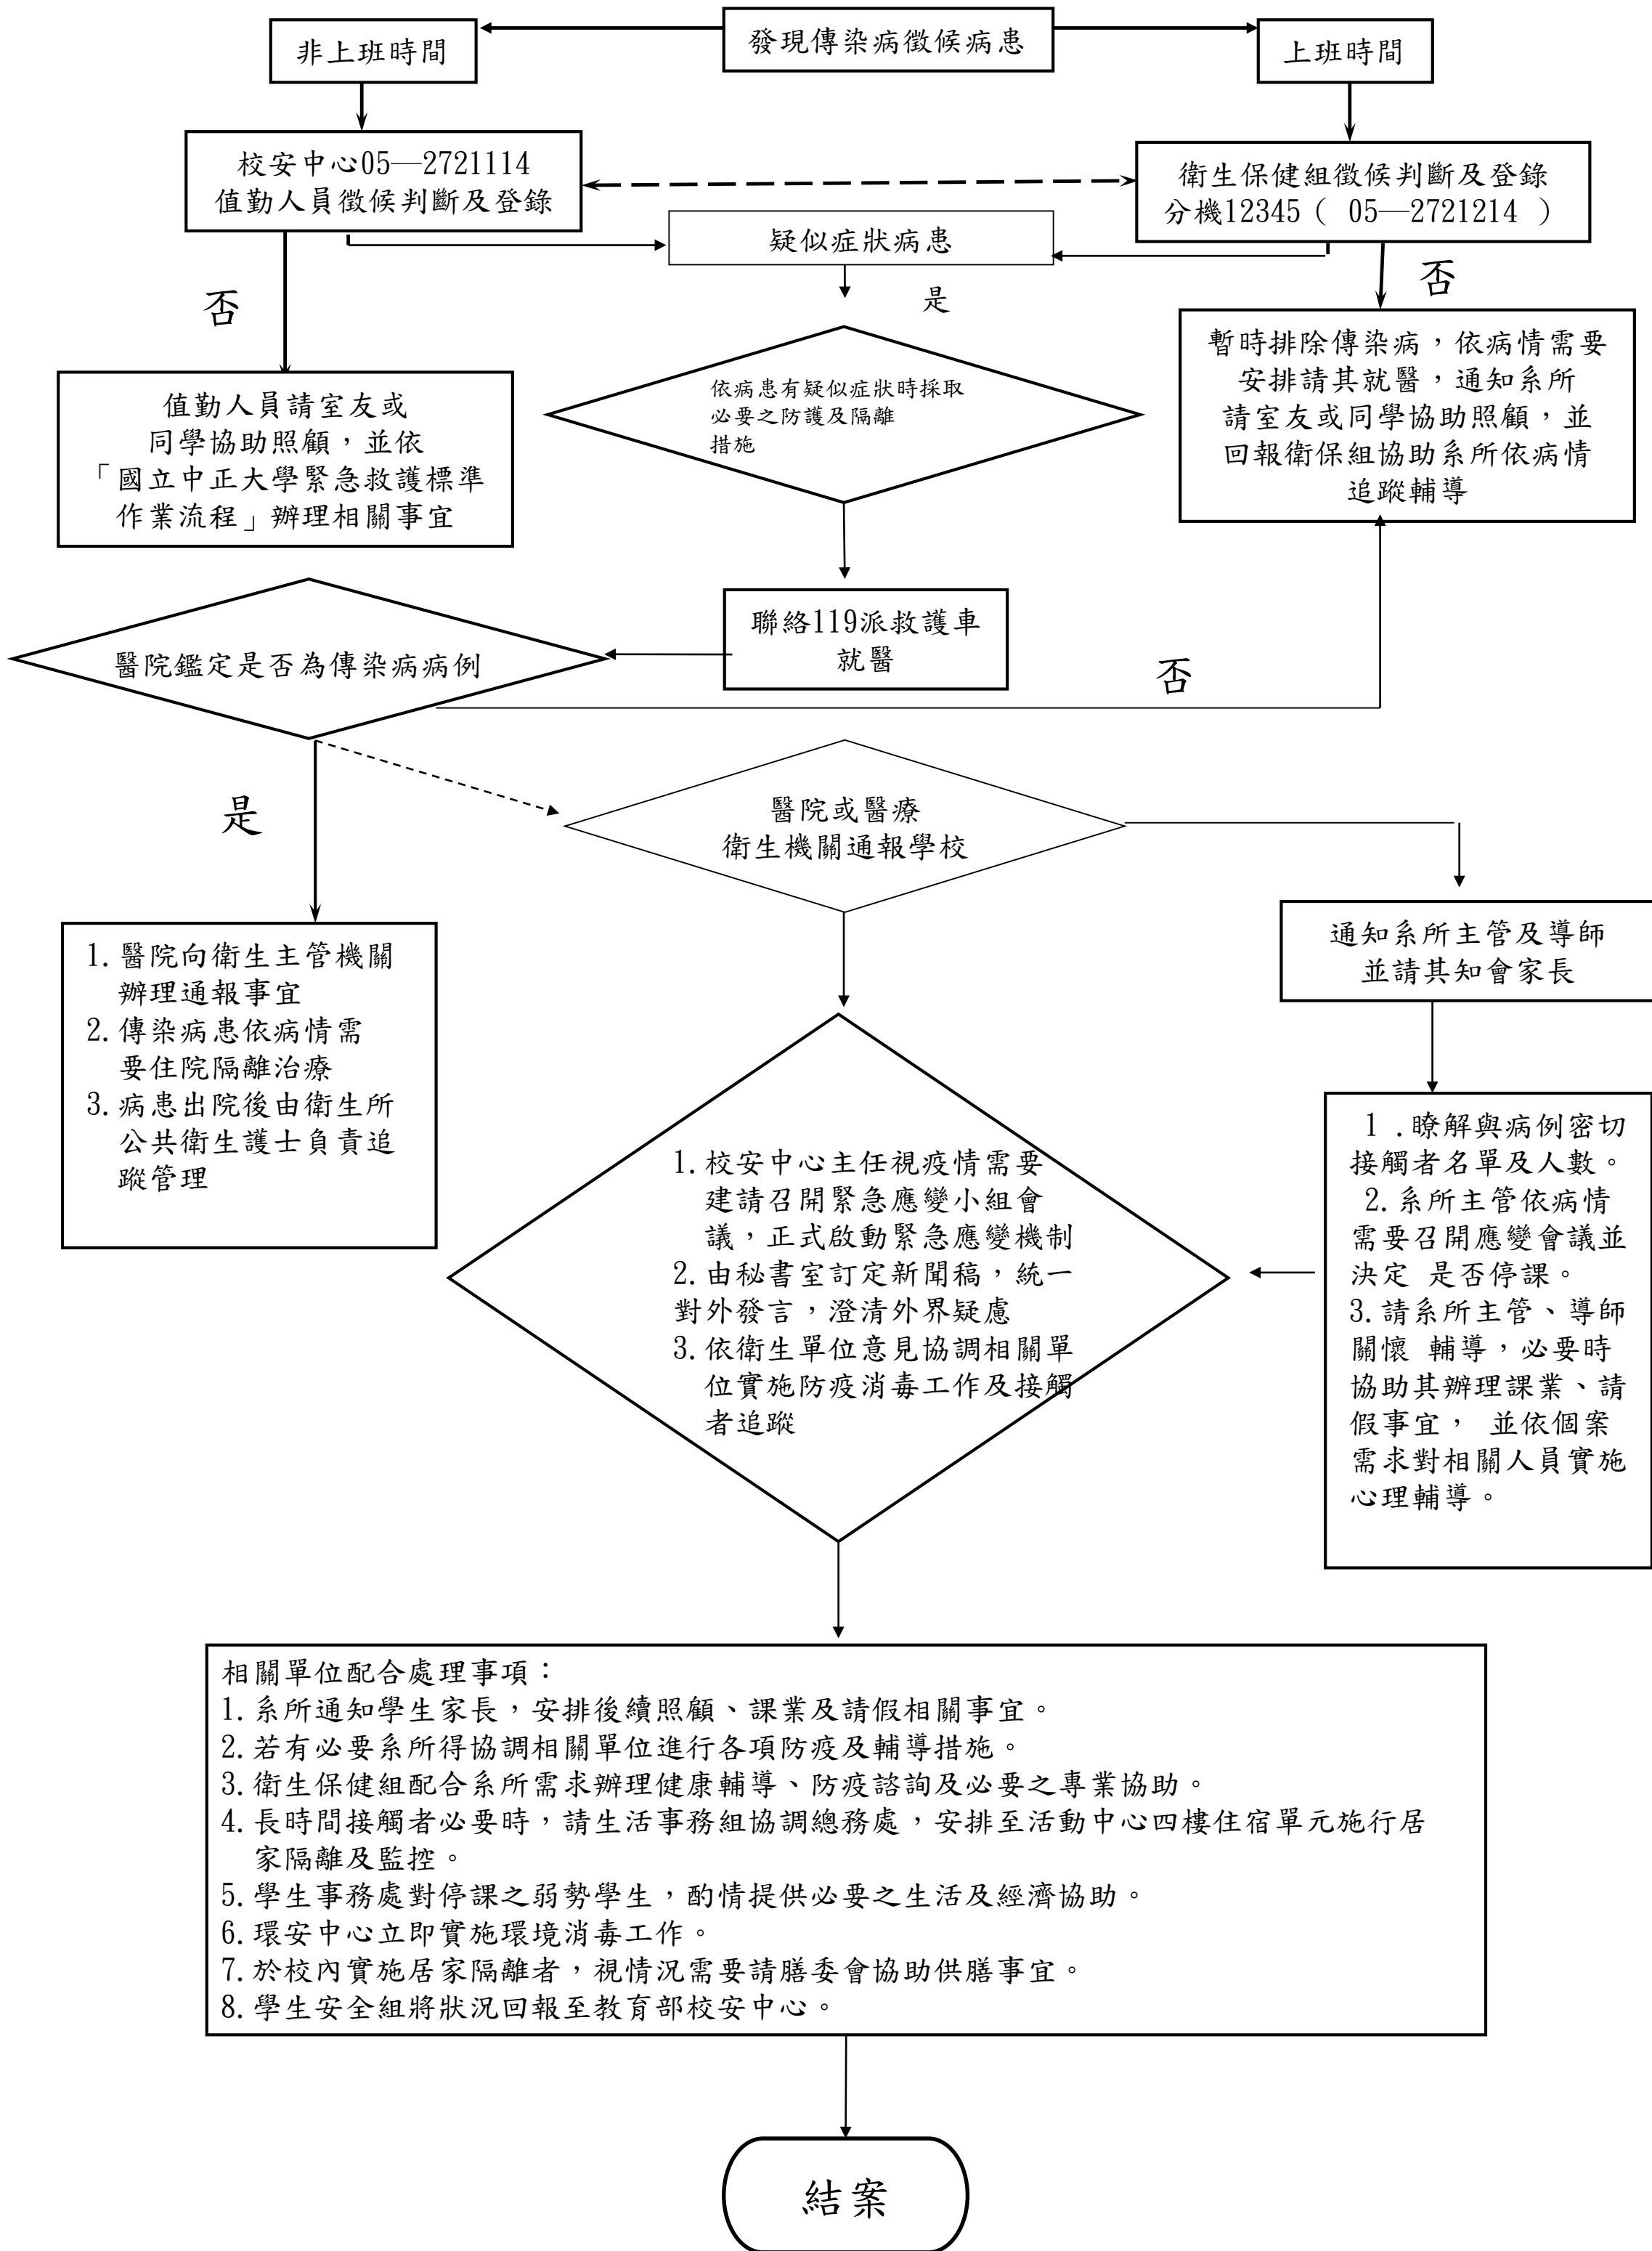 發現傳染病徵候病患
非上班時間
上班時間
校安中心05—2721114
值勤人員徵候判斷及登錄
衛生保健組徵候判斷及登錄
分機12345（ 05—2721214 ）
疑似症狀病患
否
是
否
依病患有疑似症狀時採取
必要之防護及隔離
措施
暫時排除傳染病，依病情需要
安排請其就醫，通知系所
請室友或同學協助照顧，並
回報衛保組協助系所依病情
追蹤輔導
值勤人員請室友或
同學協助照顧，並依
「國立中正大學緊急救護標準
作業流程」辦理相關事宜
聯絡119派救護車
就醫
醫院鑑定是否為傳染病病例
否
是
醫院或醫療
衛生機關通報學校
通知系所主管及導師
並請其知會家長
1.醫院向衛生主管機關
辦理通報事宜
2.傳染病患依病情需
要住院隔離治療
3.病患出院後由衛生所
公共衛生護士負責追
蹤管理
1.校安中心主任視疫情需要
建請召開緊急應變小組會
議，正式啟動緊急應變機制
2.由秘書室訂定新聞稿，統一
對外發言，澄清外界疑慮
3.依衛生單位意見協調相關單
位實施防疫消毒工作及接觸
者追蹤
1 .瞭解與病例密切
接觸者名單及人數。
2.系所主管依病情
需要召開應變會議並
決定 是否停課。
3.請系所主管、導師
關懷 輔導，必要時
協助其辦理課業、請
假事宜， 並依個案
需求對相關人員實施
心理輔導。
相關單位配合處理事項：
1.系所通知學生家長，安排後續照顧、課業及請假相關事宜。
2.若有必要系所得協調相關單位進行各項防疫及輔導措施。
3.衛生保健組配合系所需求辦理健康輔導、防疫諮詢及必要之專業協助。
4.長時間接觸者必要時，請生活事務組協調總務處，安排至活動中心四樓住宿單元施行居
家隔離及監控。
5.學生事務處對停課之弱勢學生，酌情提供必要之生活及經濟協助。
6.環安中心立即實施環境消毒工作。
7.於校內實施居家隔離者，視情況需要請膳委會協助供膳事宜。
8.學生安全組將狀況回報至教育部校安中心。
結案